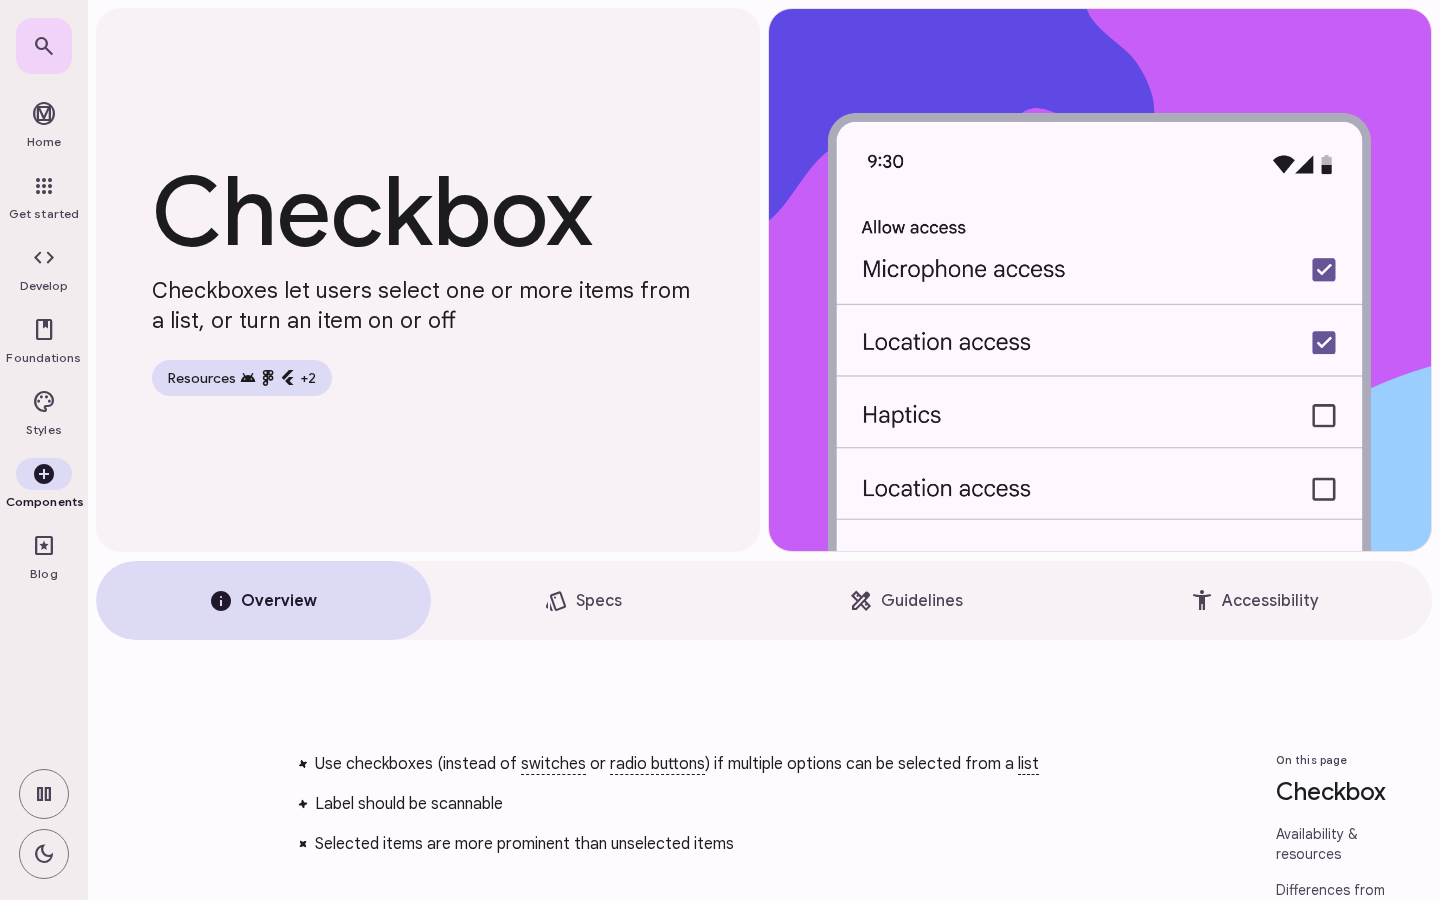 Home
Get started
Develop
Foundations
Styles
Components
Blog
Checkbox
Checkboxes let users select one or more items from
a list, or turn an item on or off
Resources +2
9:30
Allow access
Microphone access
Location access
Haptics
Location access
Overview
Specs
Guidelines
Accessibility
Use checkboxes (instead of switches or radio buttons) if multiple options can be selected from a list
Label should be scannable
Selected items are more prominent than unselected items
On this page
Checkbox
Availability &
resources
Differences from